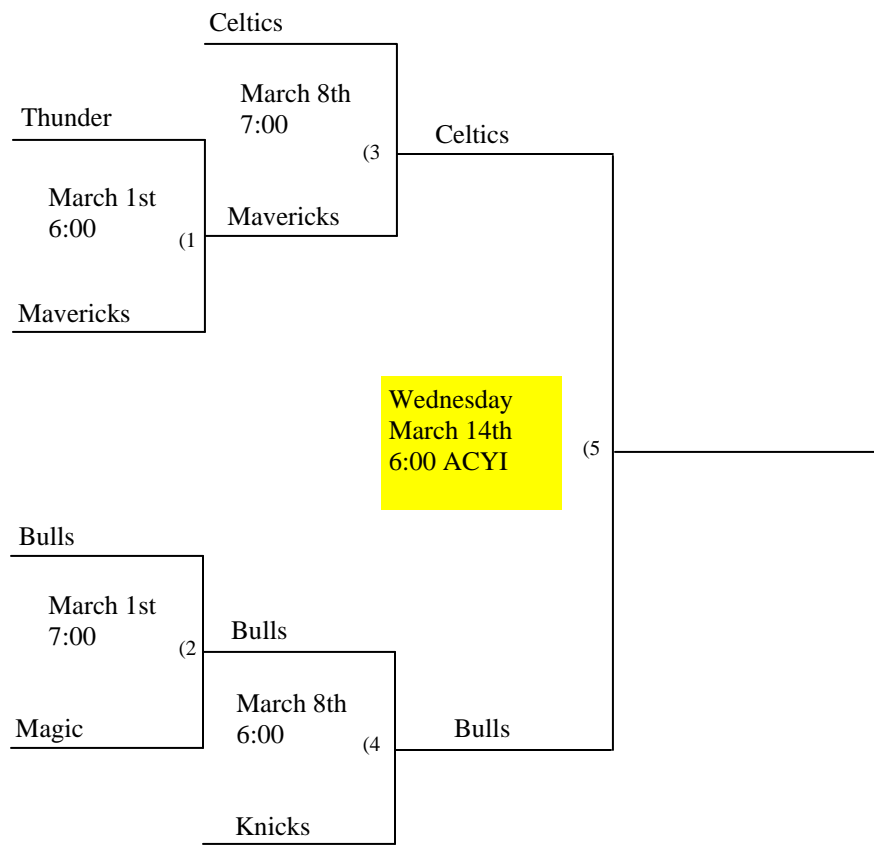 Celtics
March 8th
7:00
Thunder
(3
Celtics
March 1st
6:00
(1
Mavericks
Mavericks
Wednesday
March 14th
6:00 ACYI
(5
Bulls
March 1st
7:00
(2
Bulls
Magic
March 8th
6:00
(4
Bulls
Knicks